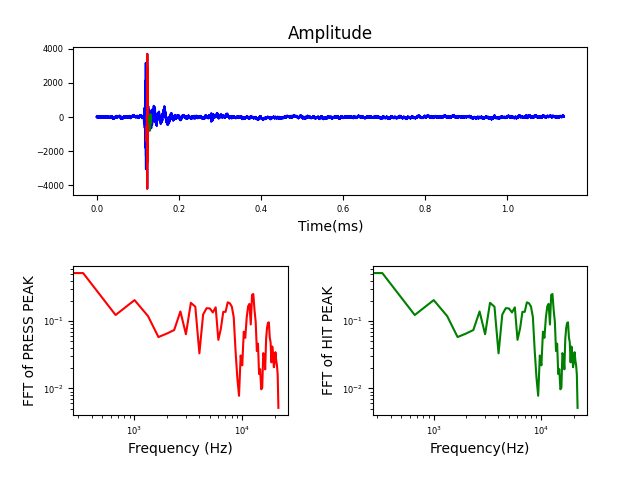 Amplitude
4000
2000
0
−2000
−4000
0.0 0.2 0.4 0.6 0.8 1.0
Time(ms)
FFT of PRESS PEAK
10⁻¹
10⁻²
10³ 10⁴
Frequency (Hz)
FFT of HIT PEAK
10⁻¹
10⁻²
10³ 10⁴
Frequency(Hz)